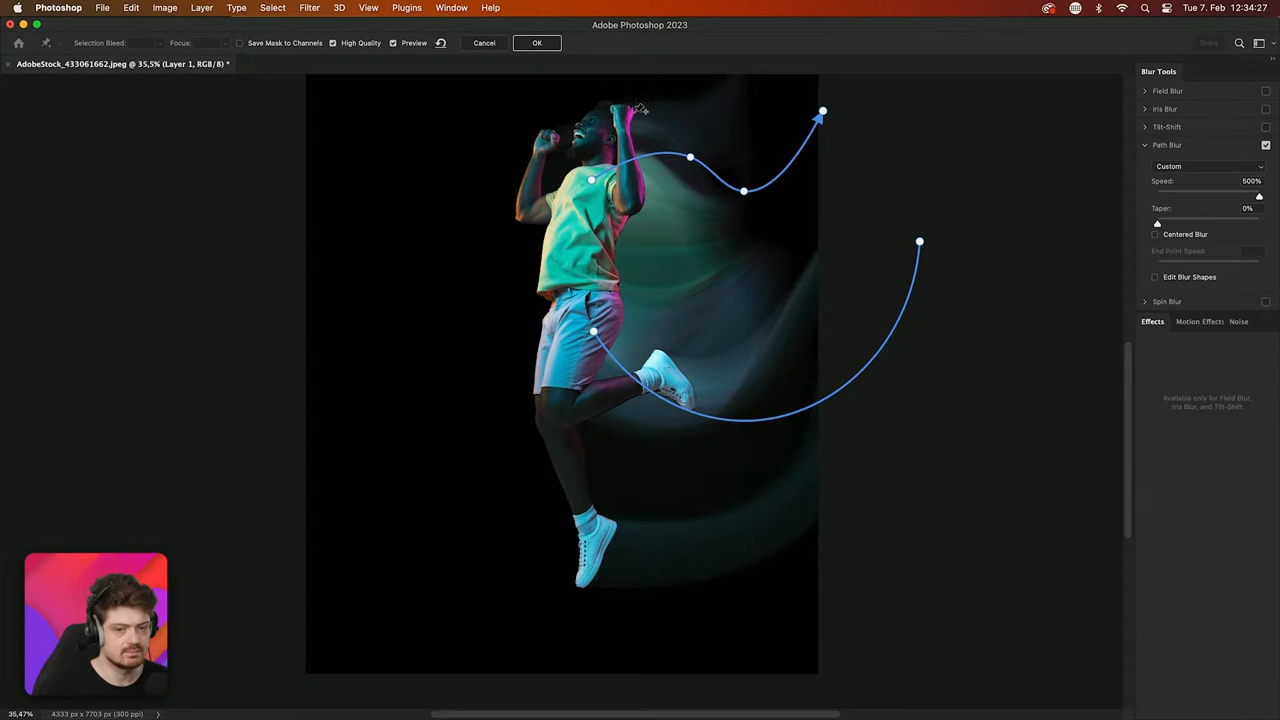 Photoshop File Edit Image Layer Type Select Filter 3D View Plugins Window Help Tue 7. Feb 12:34:27
Adobe Photoshop 2023
Selection Bleed: Focus: Save Mask to Channels High Quality Preview Cancel OK Share
AdobeStock_433061662.jpeg @ 35,5% (Layer 1, RGB/8) *
Blur Tools
Field Blur
Iris Blur
Tilt-Shift
Path Blur
Custom
Speed: 500%
Taper: 0%
Centered Blur
End Point Speed:
Edit Blur Shapes
Spin Blur
Effects Motion Effects Noise
Available only for Field Blur,
Iris Blur, and Tilt-Shift
35,47% 4333 px x 7703 px (300 ppi)